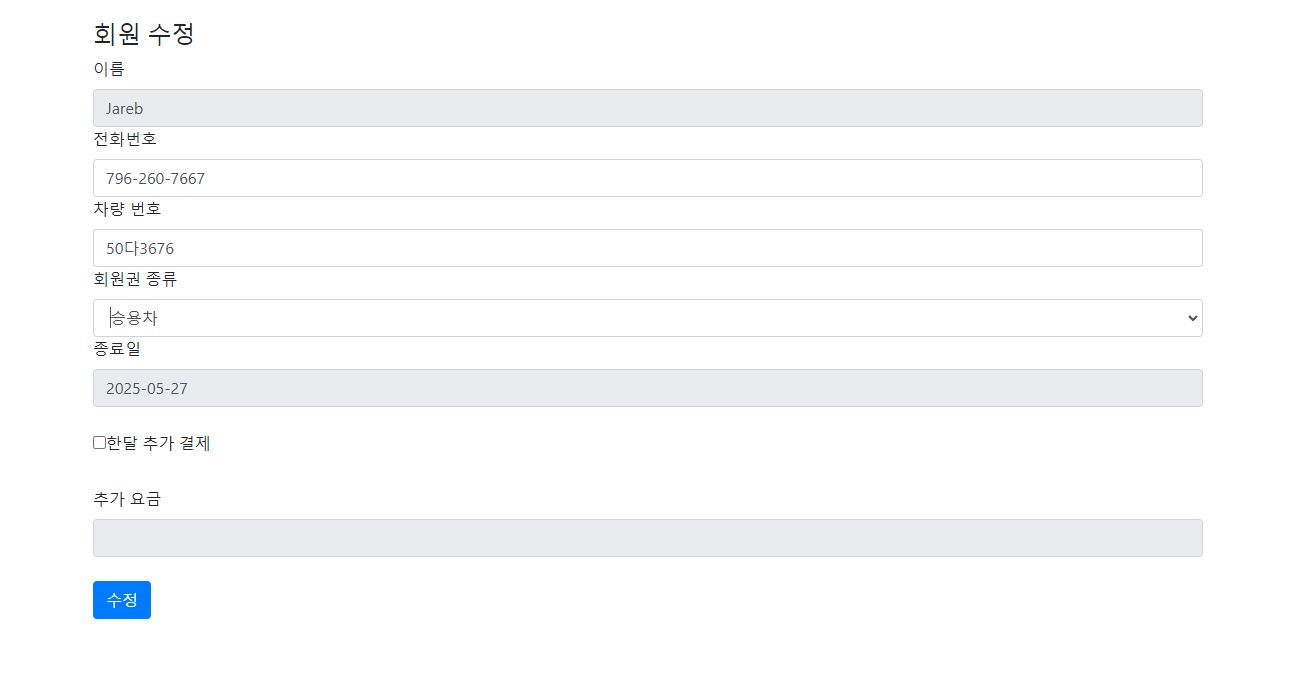 회원 수정
이름
Jareb
전화번호
796-260-7667
차량 번호
50다3676
회원권 종류
승용차
종료일
2025-05-27
한달 추가 결제
추가 요금
수정